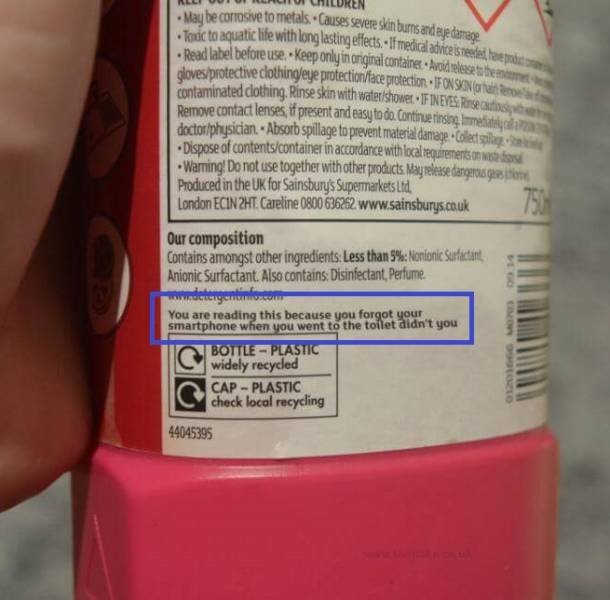 KEEP OUT OF REACH OF CHILDREN
• May be corrosive to metals. • Causes severe skin burns and eye damage.
• Toxic to aquatic life with long lasting effects. • If medical advice is needed, have product
• Read label before use. • Keep only in original container. • Avoid release to the environment.
gloves/protective clothing/eye protection/face protection. • IF ON SKIN (or hair): Remove
contaminated clothing. Rinse skin with water/shower. • IF IN EYES: Rinse cautiously with
Remove contact lenses, if present and easy to do. Continue rinsing. Immediately call a POISON
doctor/physician. • Absorb spillage to prevent material damage. • Collect spillage.
• Dispose of contents/container in accordance with local requirements on waste disposal
• Warning! Do not use together with other products. May release dangerous gases (chlorine).
Produced in the UK for Sainsbury's Supermarkets Ltd,
London EC1N 2HT. Careline 0800 636262 www.sainsburys.co.uk
750
Our composition
Contains amongst other ingredients: Less than 5%: Nonionic Surfactant,
Anionic Surfactant. Also contains: Disinfectant, Perfume.
www.detergentinfo.com
You are reading this because you forgot your
smartphone when you went to the toilet didn't you
BOTTLE – PLASTIC
widely recycled
CAP – PLASTIC
check local recycling
44045395
09.14